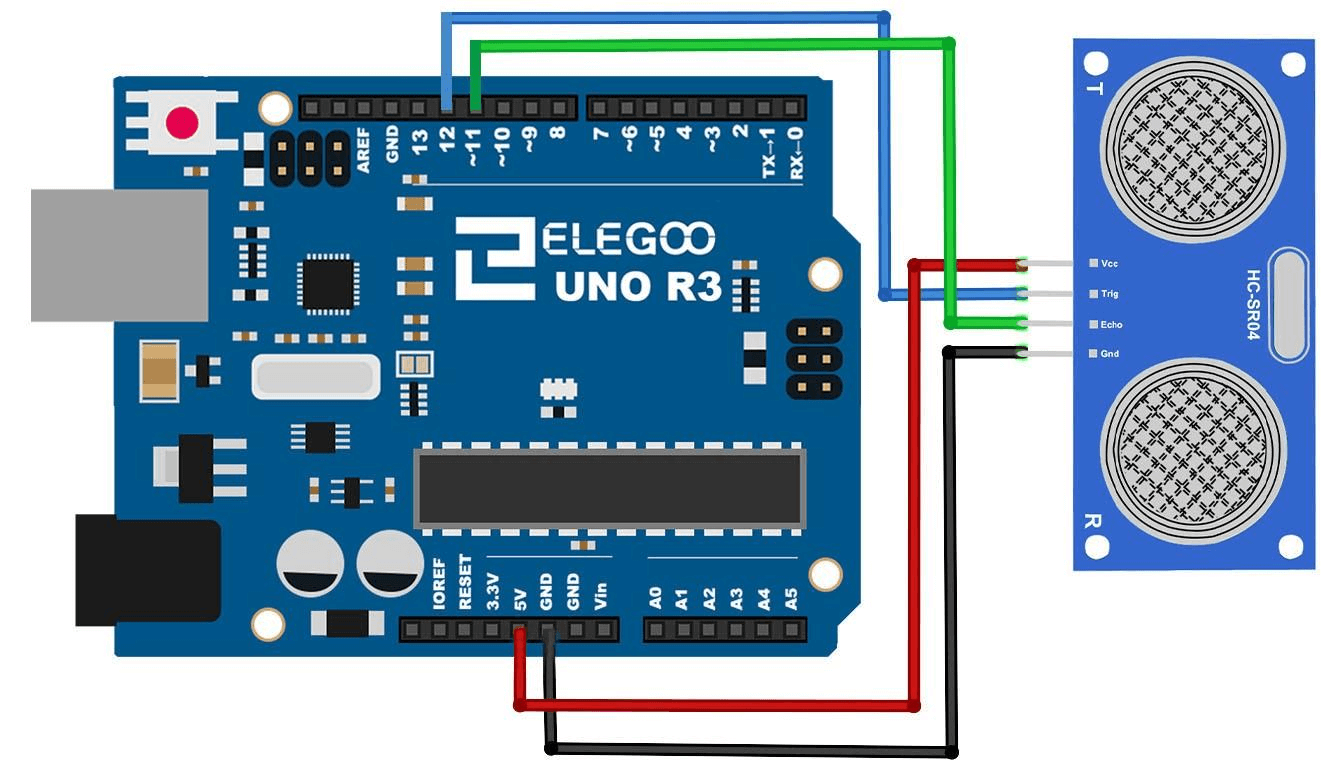 AREF
GND
13
12
~11
~10
~9
8
7
~6
~5
4
~3
2
TX→1
RX←0
ELEGOO
UNO R3
IOREF
RESET
3.3V
5V
GND
GND
Vin
A0
A1
A2
A3
A4
A5
T
Vcc
Trig
Echo
Gnd
HC-SR04
R